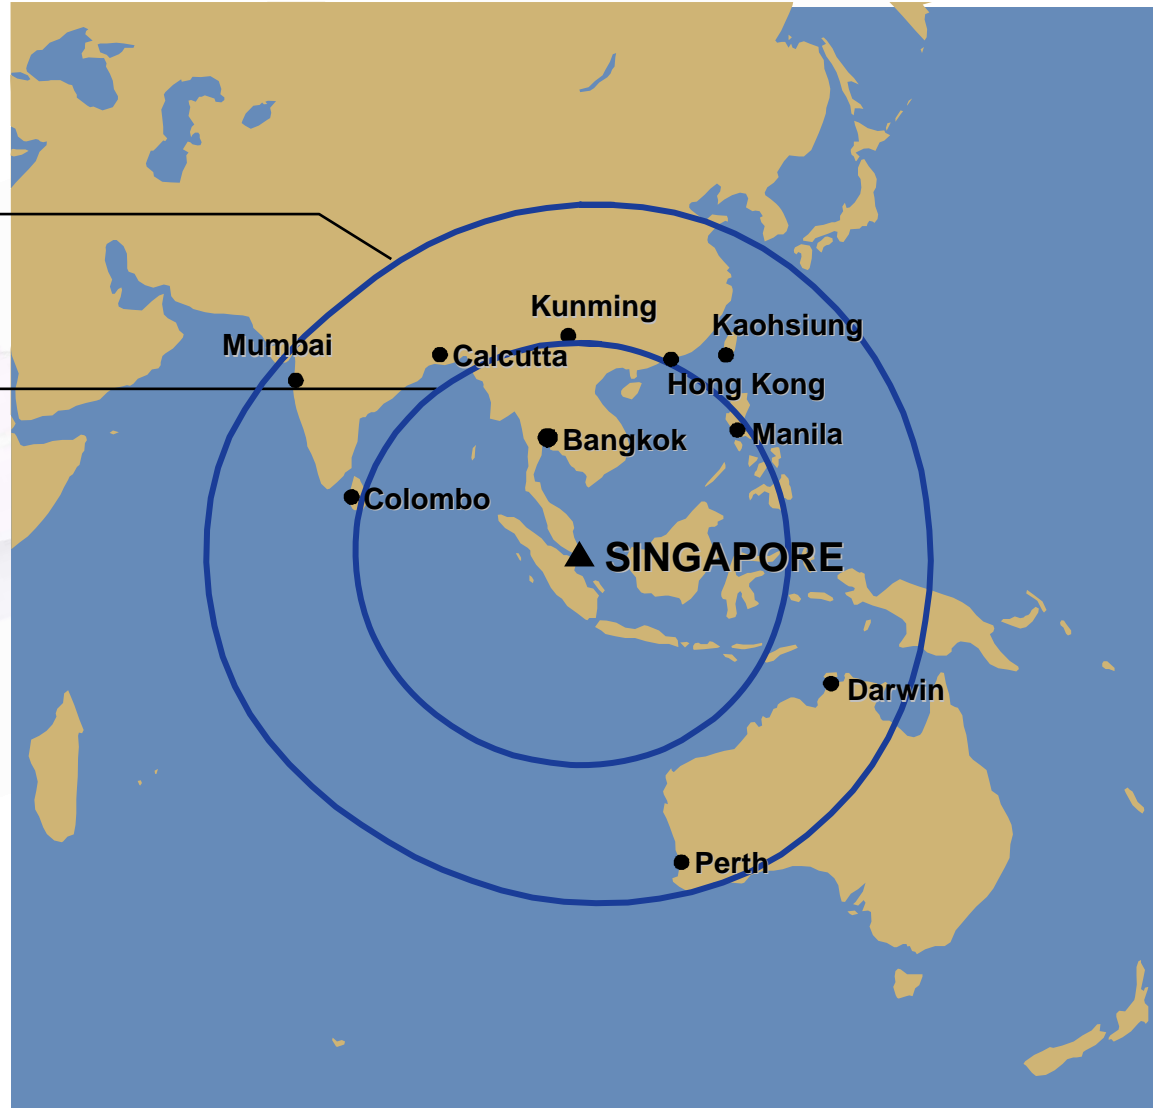 Kunming
Kaohsiung
Mumbai
Calcutta
Hong Kong
Manila
Bangkok
Colombo
SINGAPORE
Darwin
Perth